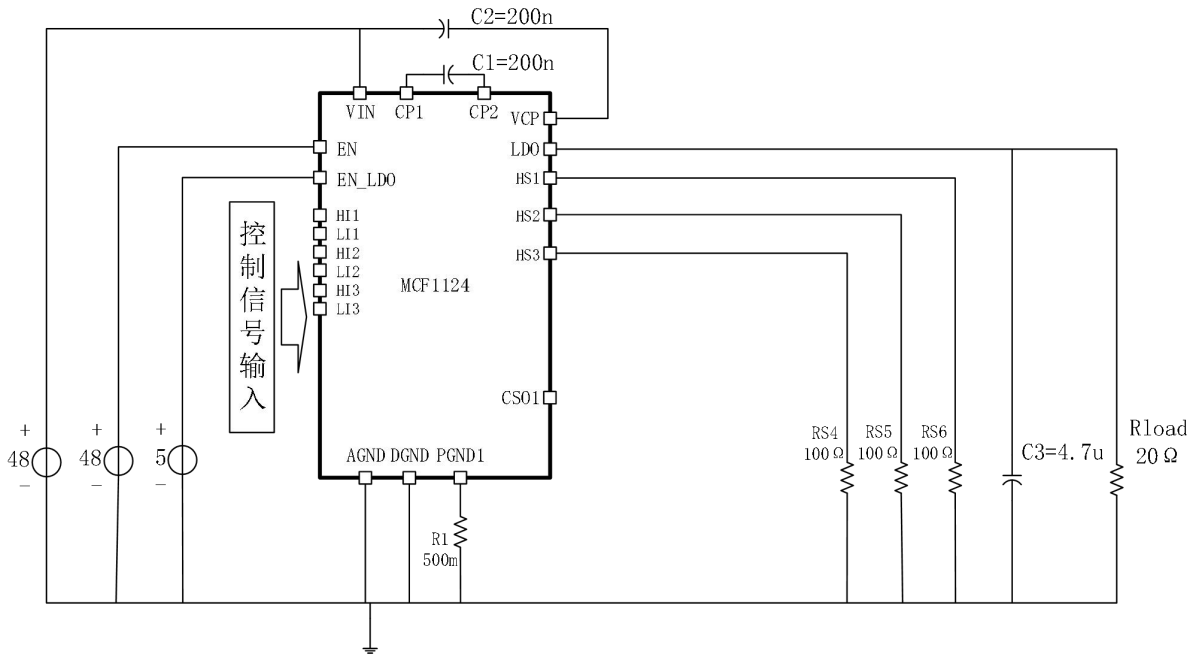 C2=200n
C1=200n
VIN
CP1
CP2
VCP
EN
LDO
EN_LDO
HS1
HI1
HS2
LI1
HI2
HS3
LI2
HI3
LI3
MCF1124
控制信号输入
CSO1
+
48
-
+
48
-
+
5
-
AGND
DGND
PGND1
R1
500m
RS4
100Ω
RS5
100Ω
RS6
100Ω
C3=4.7u
Rload
20Ω